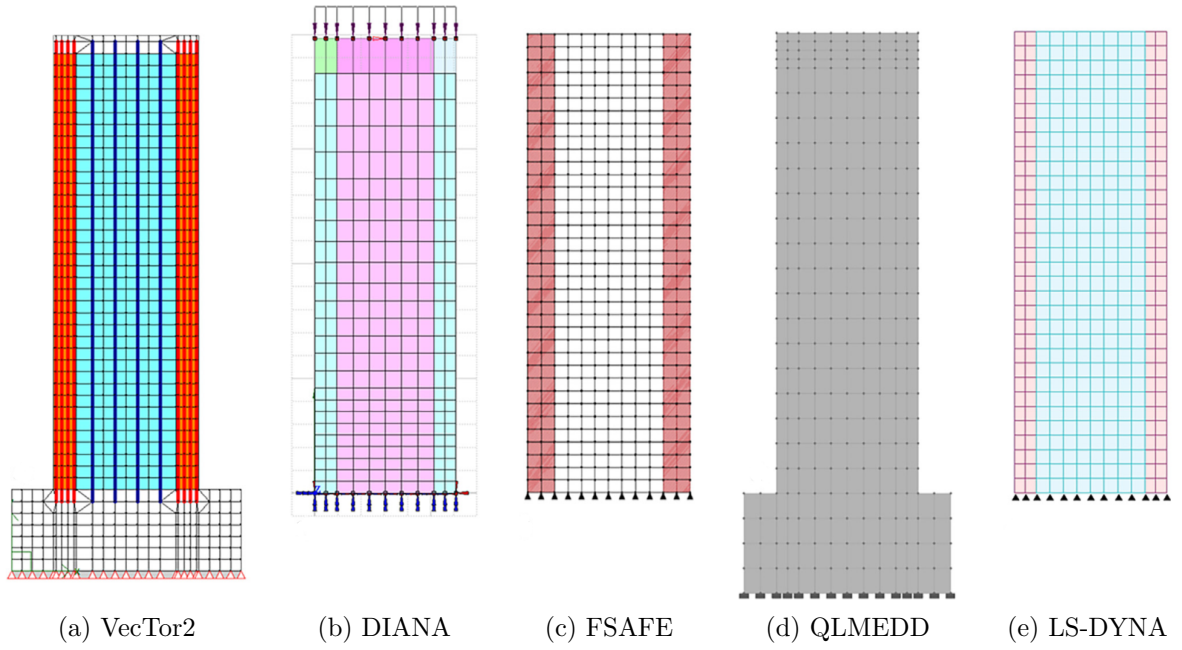 (a) VecTor2
(b) DIANA
(c) FSAFE
(d) QLMEDD
(e) LS-DYNA